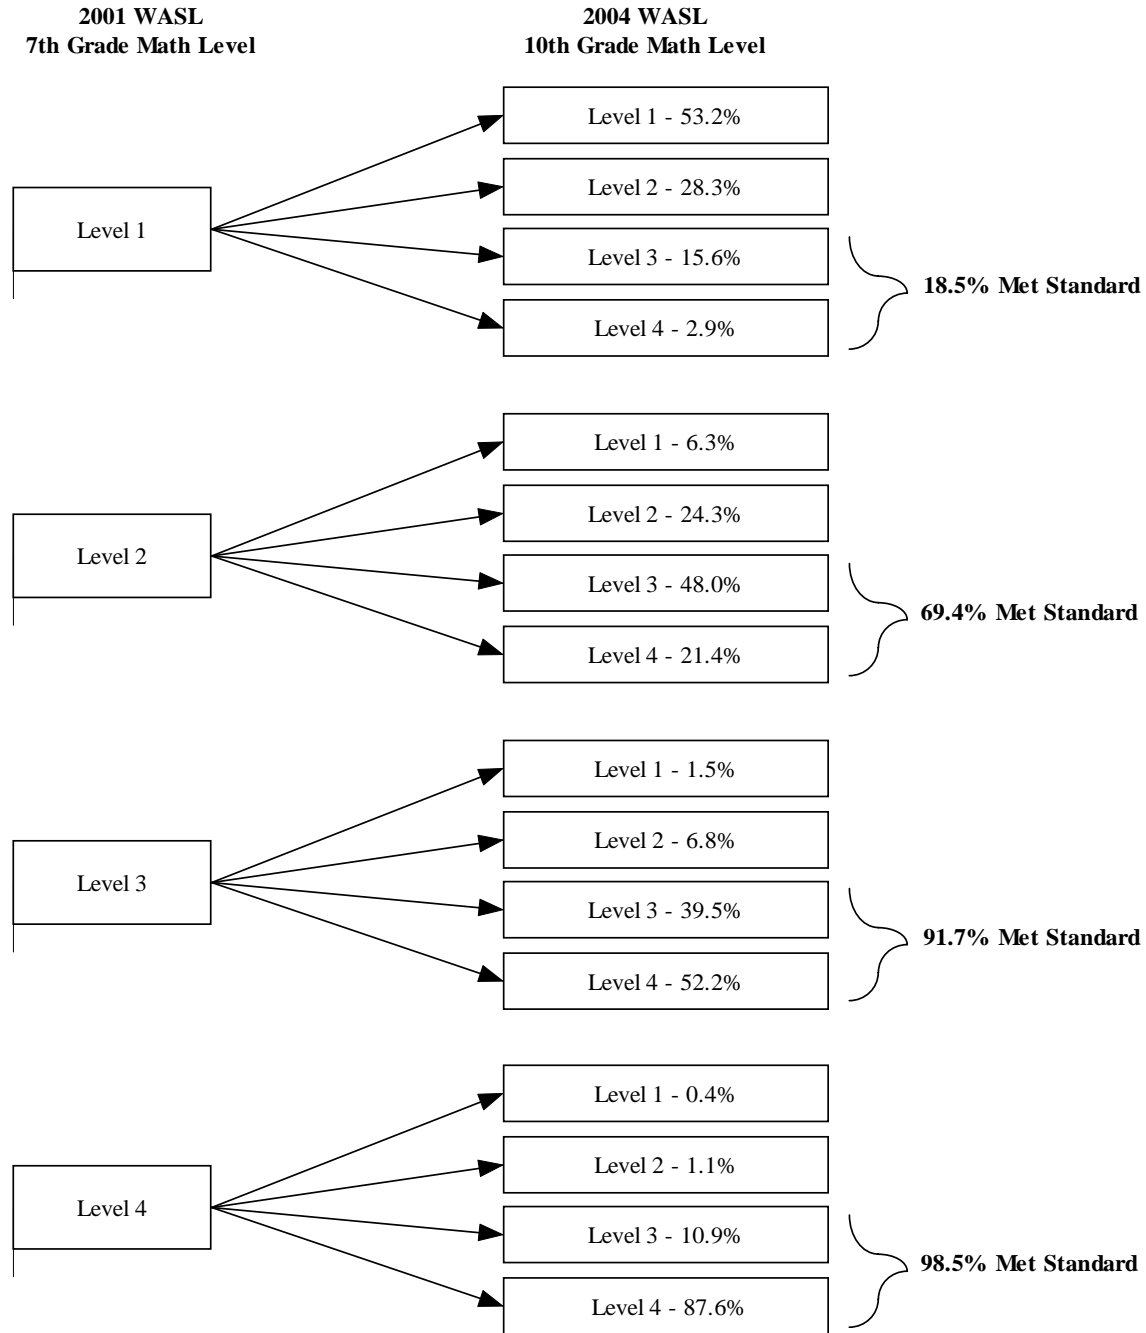 2001 WASL
7th Grade Math Level
2004 WASL
10th Grade Math Level
Level 1
Level 1 - 53.2%
Level 2 - 28.3%
Level 3 - 15.6%
Level 4 - 2.9%
18.5% Met Standard
Level 2
Level 1 - 6.3%
Level 2 - 24.3%
Level 3 - 48.0%
Level 4 - 21.4%
69.4% Met Standard
Level 3
Level 1 - 1.5%
Level 2 - 6.8%
Level 3 - 39.5%
Level 4 - 52.2%
91.7% Met Standard
Level 4
Level 1 - 0.4%
Level 2 - 1.1%
Level 3 - 10.9%
Level 4 - 87.6%
98.5% Met Standard